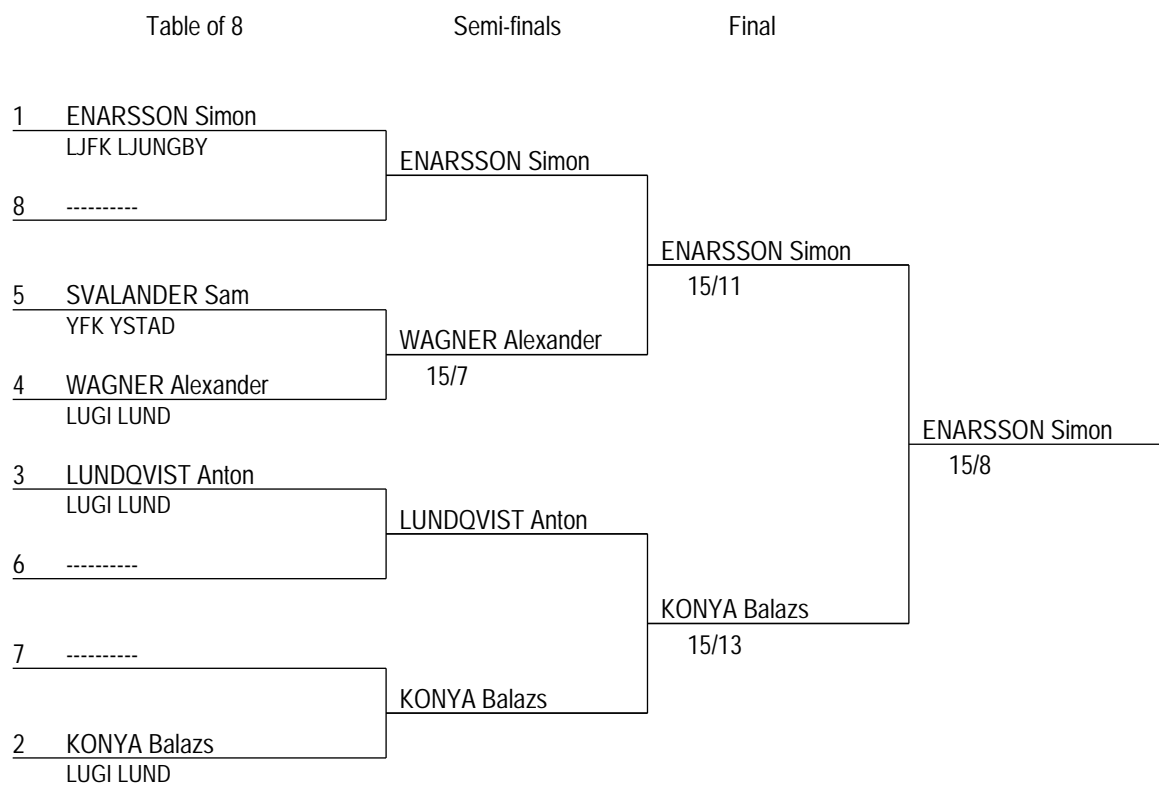 Table of 8 Semi-finals Final
1 ENARSSON Simon
LJFK LJUNGBY
ENARSSON Simon
8 ----------
ENARSSON Simon
15/11
5 SVALANDER Sam
YFK YSTAD
WAGNER Alexander
15/7
4 WAGNER Alexander
LUGI LUND
ENARSSON Simon
15/8
3 LUNDQVIST Anton
LUGI LUND
LUNDQVIST Anton
6 ----------
KONYA Balazs
15/13
7 ----------
KONYA Balazs
2 KONYA Balazs
LUGI LUND